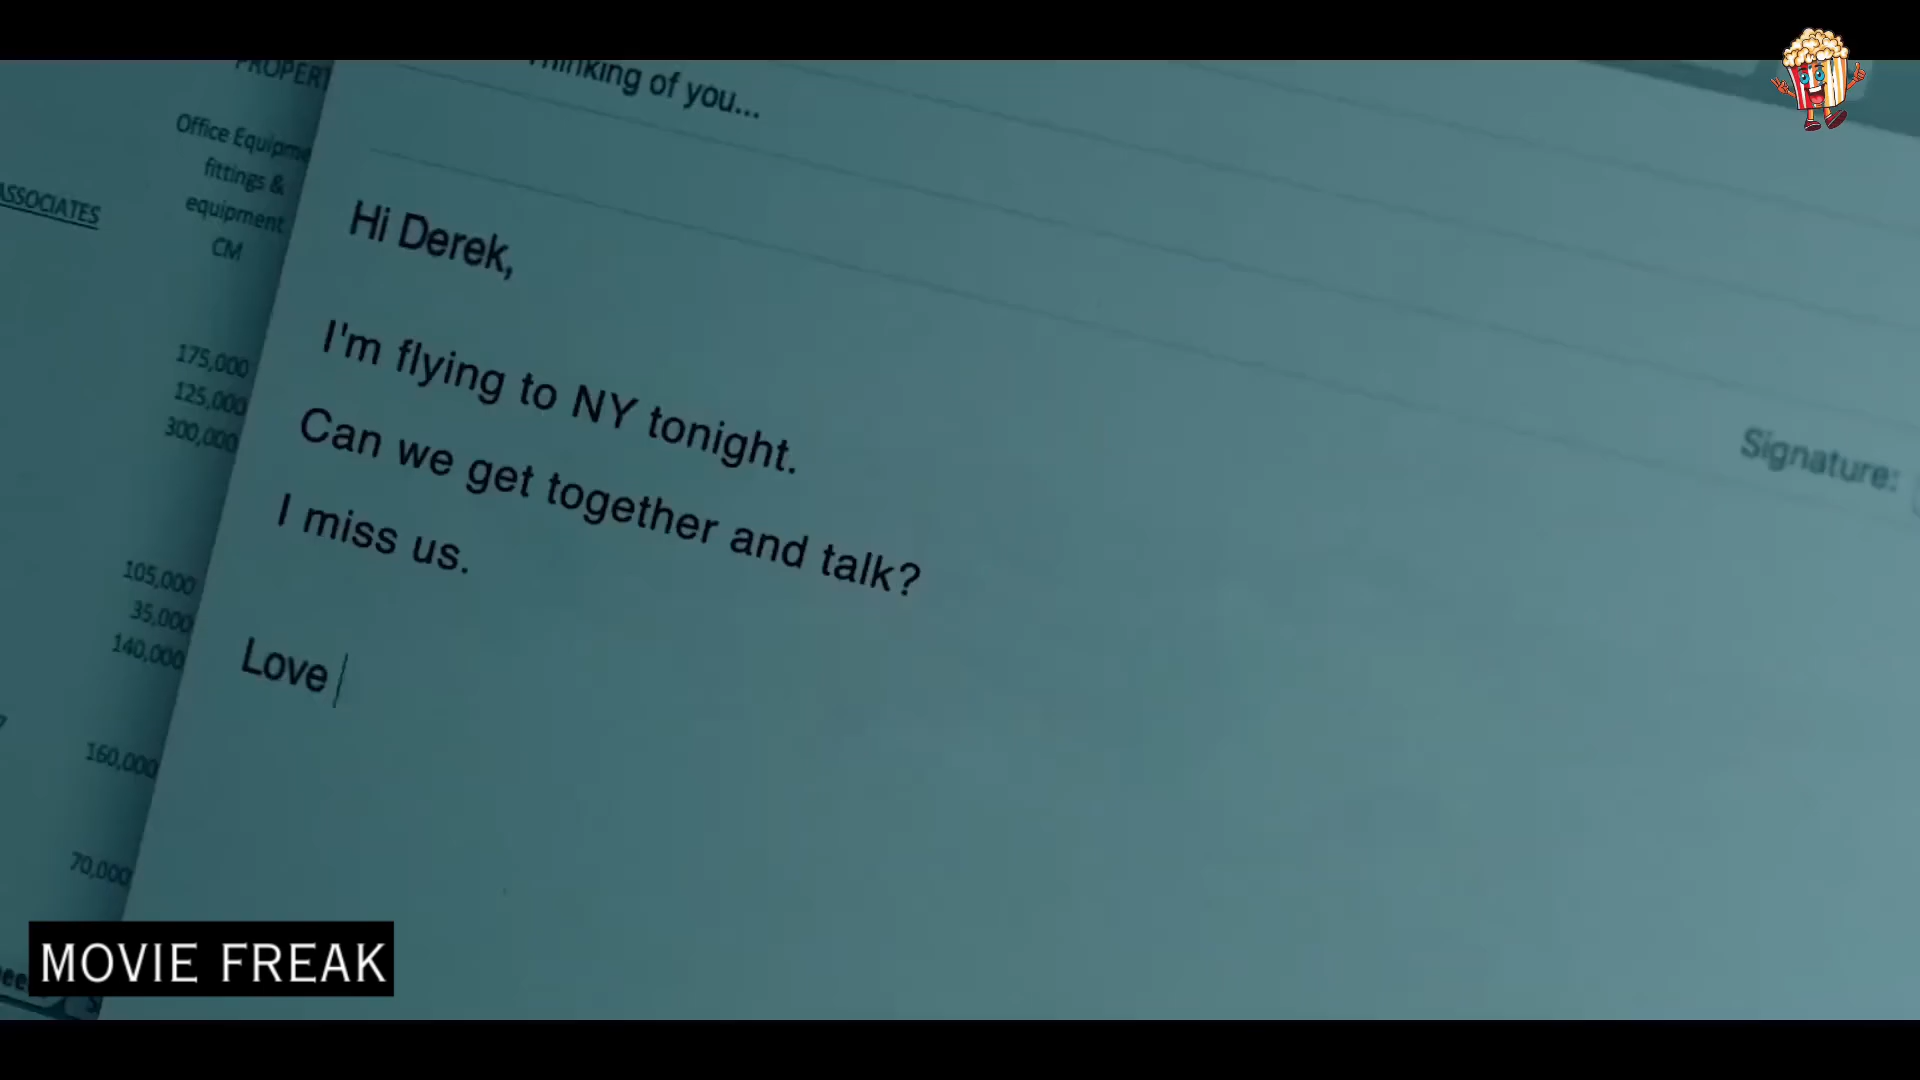 PROPERT
Office Equipme
fittings &
equipment
CM
ASSOCIATES
175,000
125,000
300,000
105,000
35,000
140,000
160,000
70,000
Thinking of you...
Hi Derek,
I'm flying to NY tonight.
Can we get together and talk?
I miss us.
Love
Signature:
MOVIE FREAK